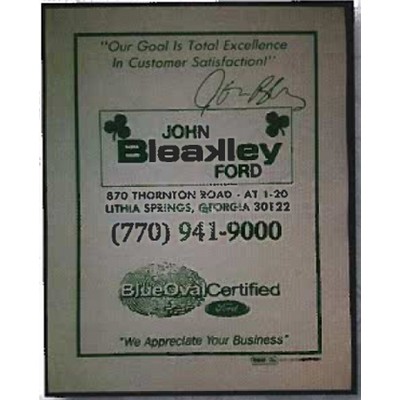 "Our Goal Is Total Excellence
In Customer Satisfaction!"
JOHN
Bleakley
FORD
870 THORNTON ROAD - AT 1-20
LITHIA SPRINGS, GEORGIA 30122
(770) 941-9000
BlueOvalCertified
Ford
"We Appreciate Your Business"